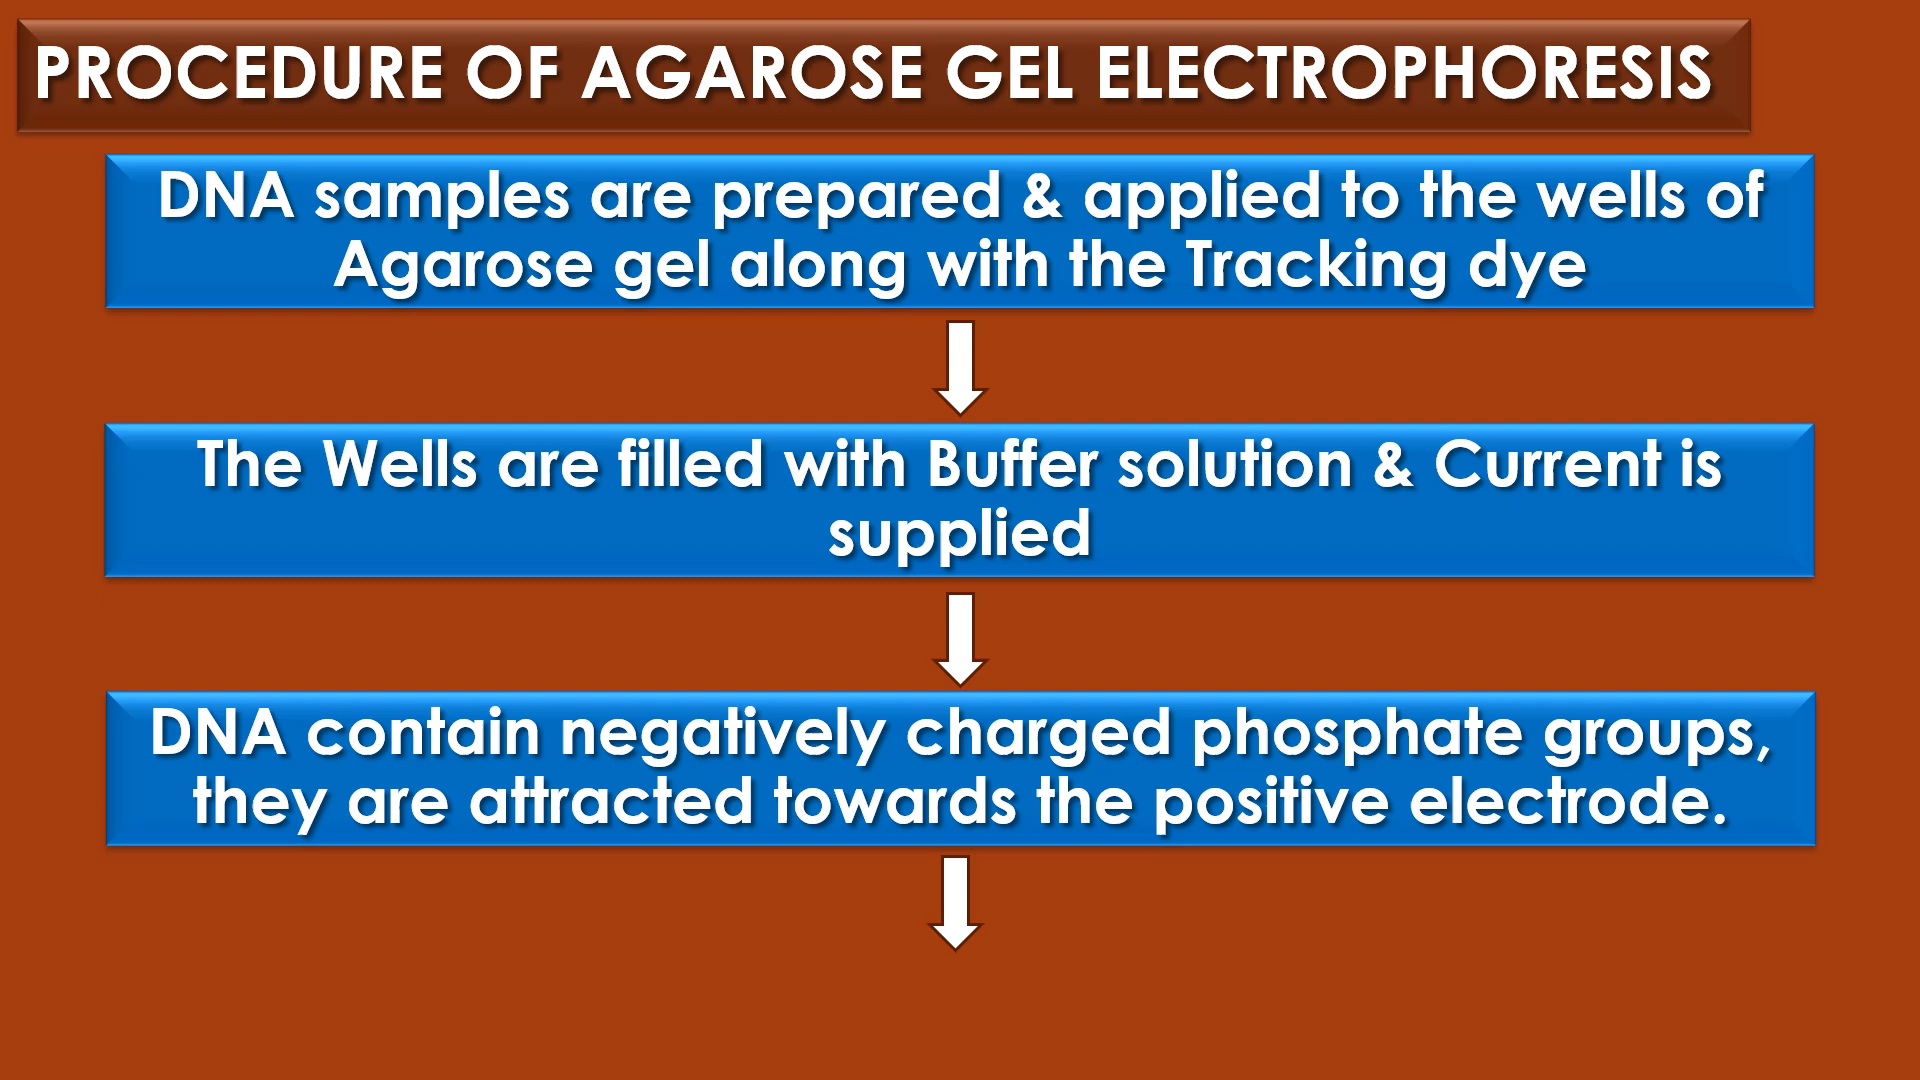 PROCEDURE OF AGAROSE GEL ELECTROPHORESIS
DNA samples are prepared & applied to the wells of
Agarose gel along with the Tracking dye
The Wells are filled with Buffer solution & Current is
supplied
DNA contain negatively charged phosphate groups,
they are attracted towards the positive electrode.